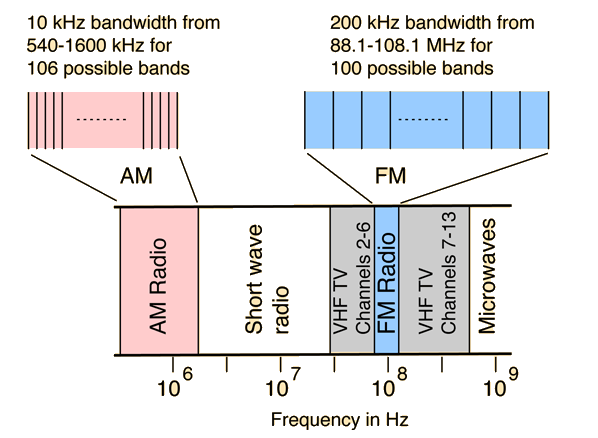 10 kHz bandwidth from
540-1600 kHz for
106 possible bands
200 kHz bandwidth from
88.1-108.1 MHz for
100 possible bands
AM
FM
AM Radio
Short wave
radio
VHF TV
Channels 2-6
FM Radio
VHF TV
Channels 7-13
Microwaves
10^6
10^7
10^8
10^9
Frequency in Hz